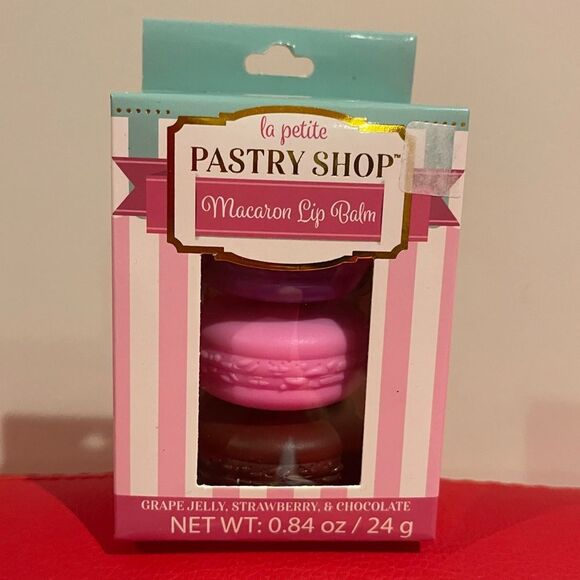 la petite
PASTRY SHOP™
Macaron Lip Balm
GRAPE JELLY, STRAWBERRY, & CHOCOLATE
NET WT: 0.84 oz / 24 g